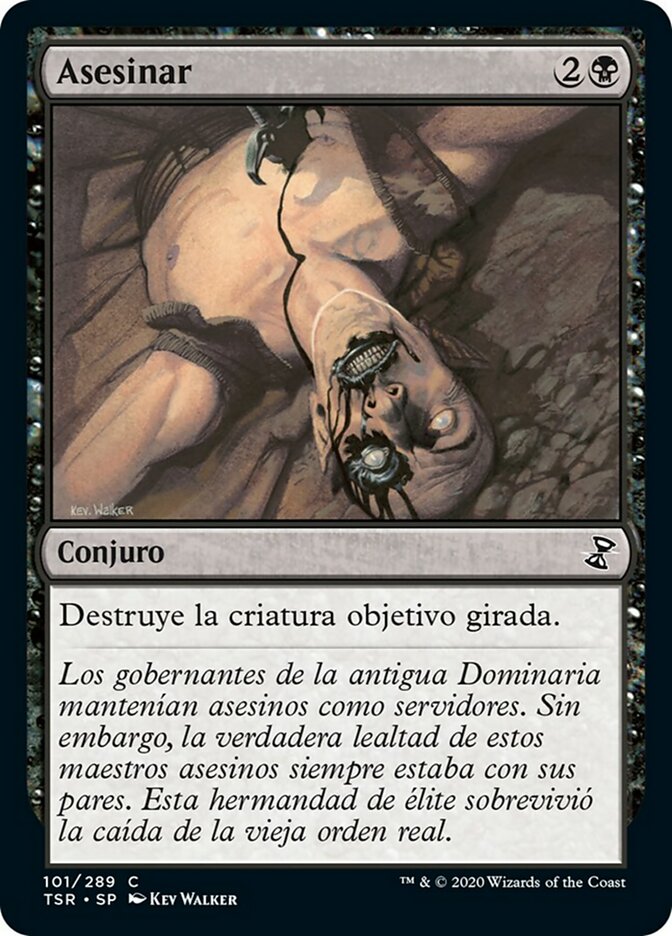 Asesinar 2
Kev. Walker
Conjuro
Destruye la criatura objetivo girada.
Los gobernantes de la antigua Dominaria
mantenían asesinos como servidores. Sin
embargo, la verdadera lealtad de estos
maestros asesinos siempre estaba con sus
pares. Esta hermandad de élite sobrevivió
la caída de la vieja orden real.
101/289 C
TSR • SP Kev Walker
™ & © 2020 Wizards of the Coast